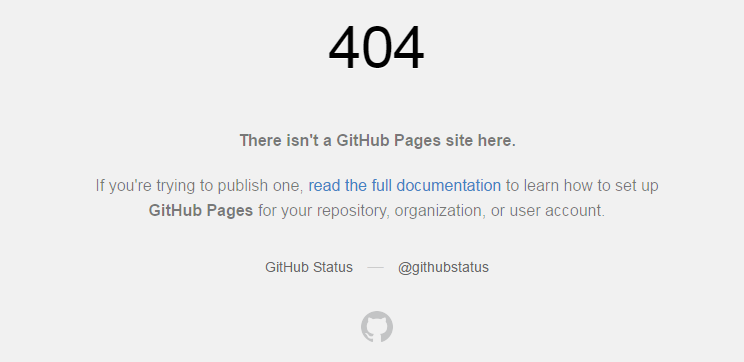 404
There isn't a GitHub Pages site here.
If you're trying to publish one, read the full documentation to learn how to set up
GitHub Pages for your repository, organization, or user account.
GitHub Status — @githubstatus